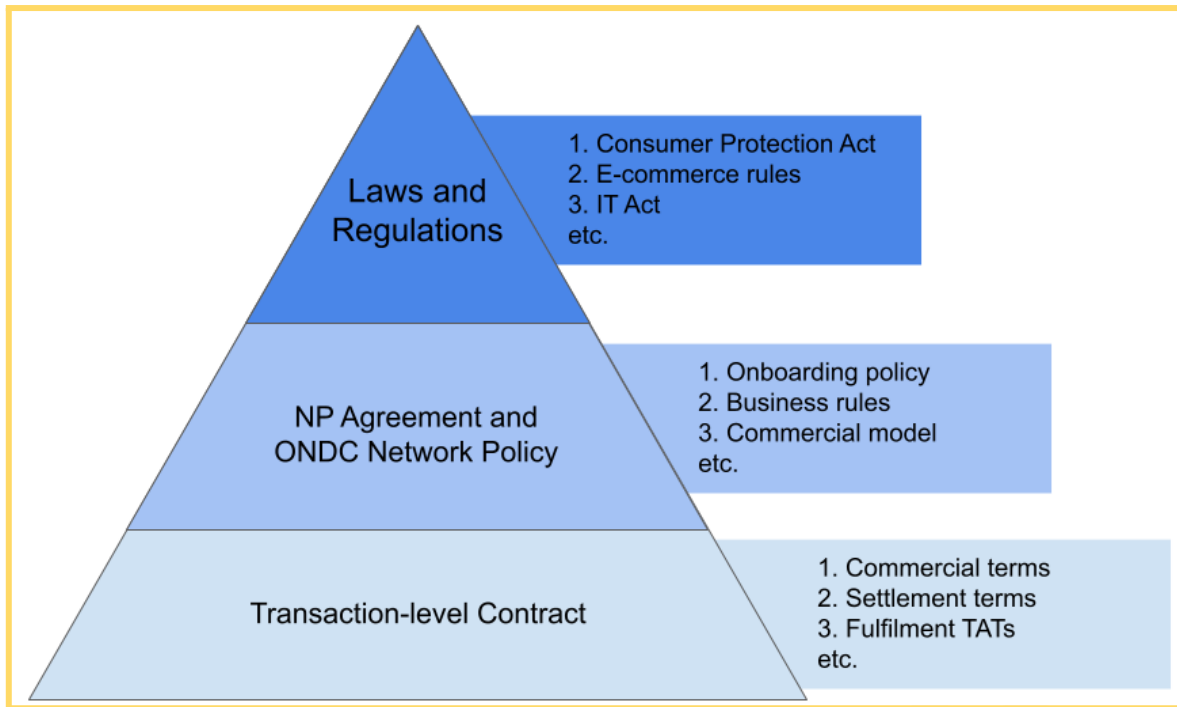 Laws and
Regulations
1. Consumer Protection Act
2. E-commerce rules
3. IT Act
etc.
NP Agreement and
ONDC Network Policy
1. Onboarding policy
2. Business rules
3. Commercial model
etc.
Transaction-level Contract
1. Commercial terms
2. Settlement terms
3. Fulfilment TATs
etc.